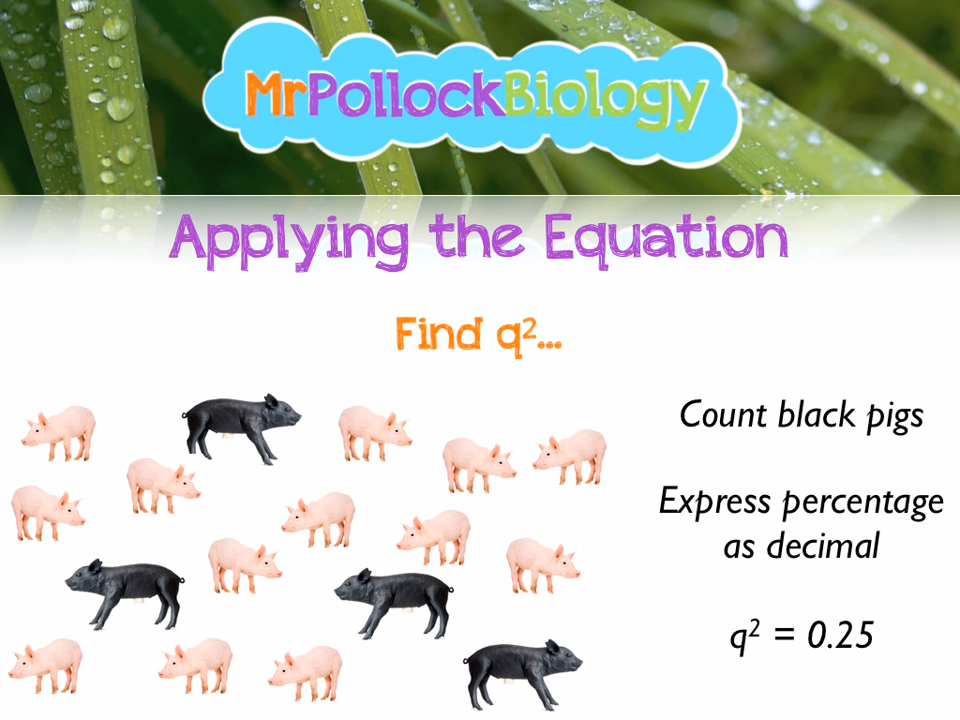 MrPollockBiology
Applying the Equation
Find q²...
Count black pigs
Express percentage
as decimal
q² = 0.25